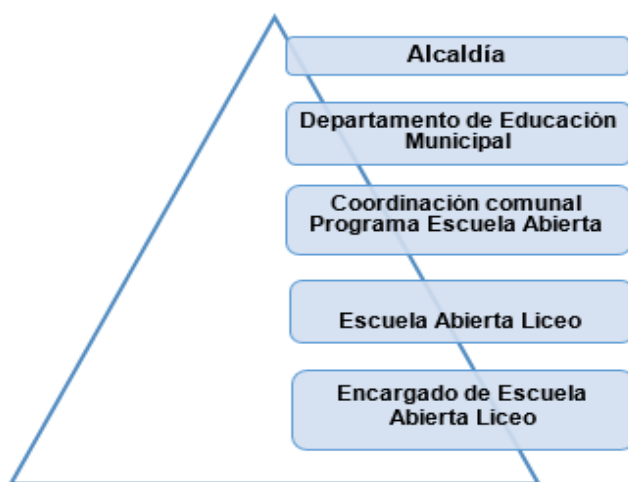 Alcaldía
Departamento de Educación
Municipal
Coordinación comunal
Programa Escuela Abierta
Escuela Abierta Liceo
Encargado de Escuela
Abierta Liceo